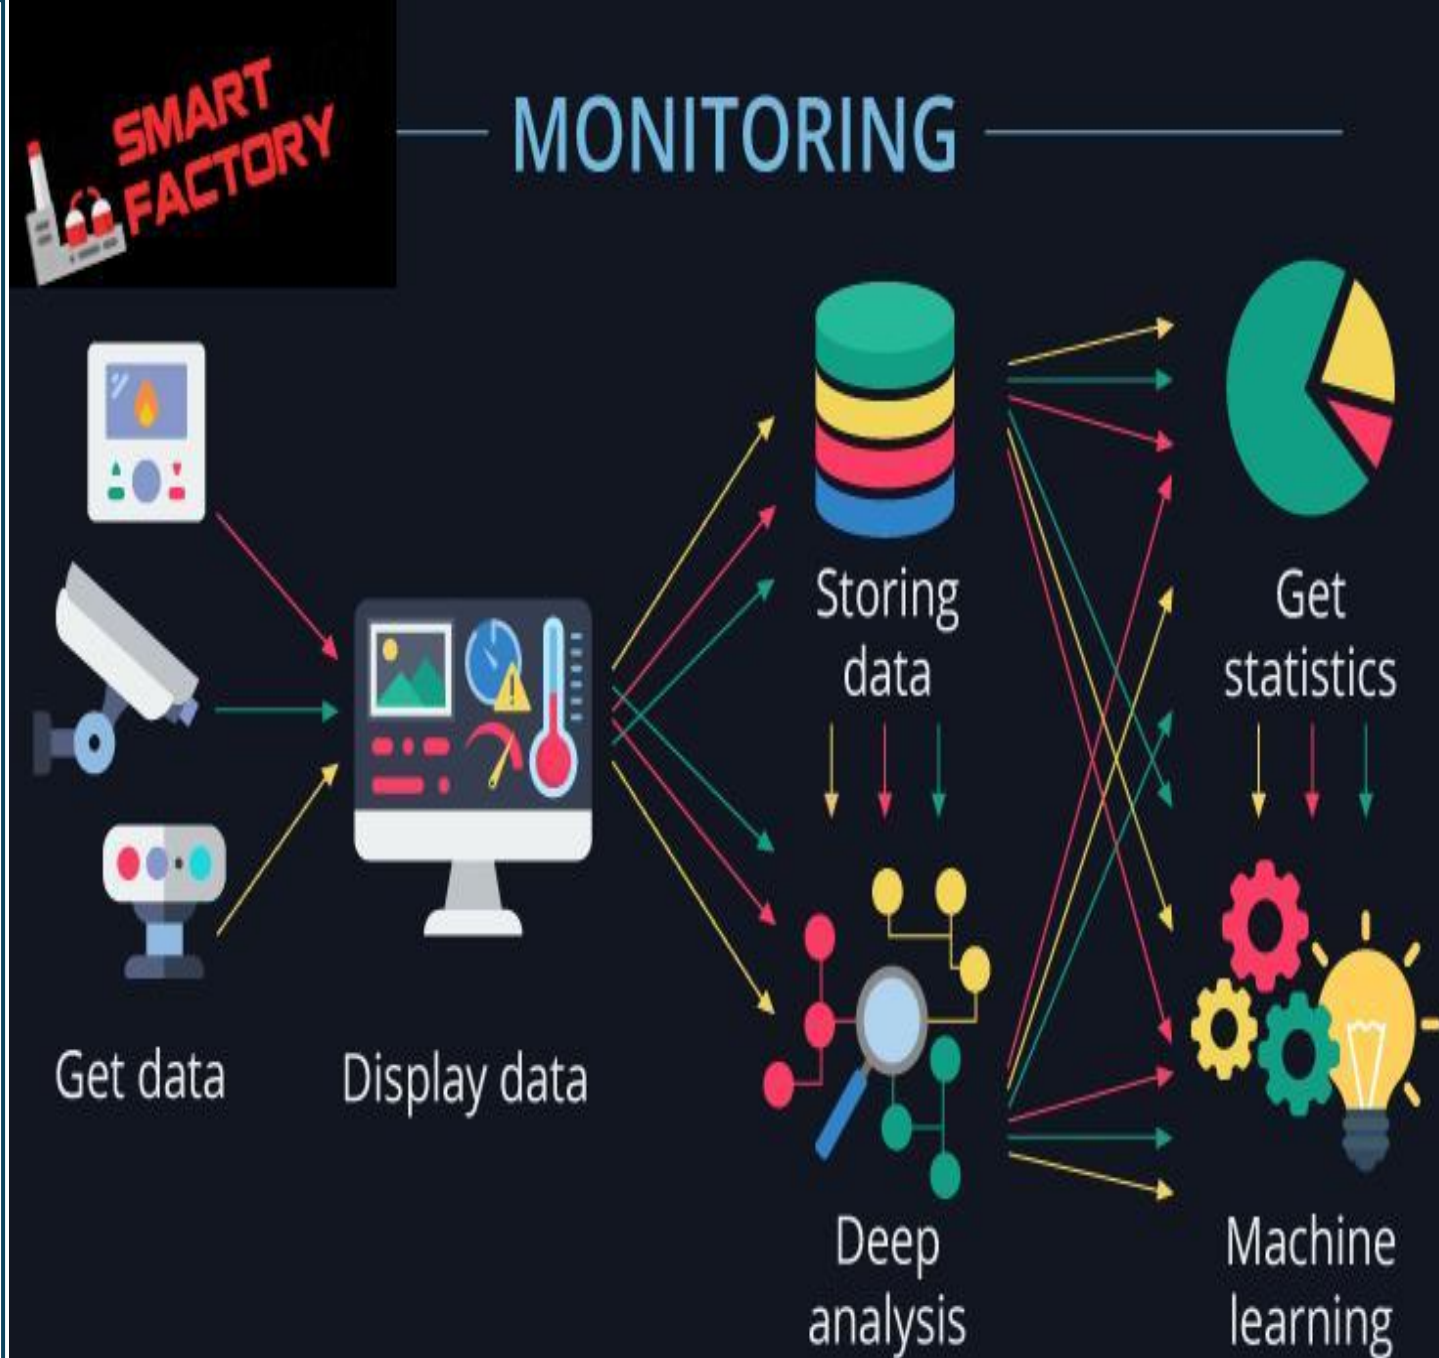 SMART
FACTORY
MONITORING
Storing
data
Get
statistics
Get data
Display data
Deep
analysis
Machine
learning